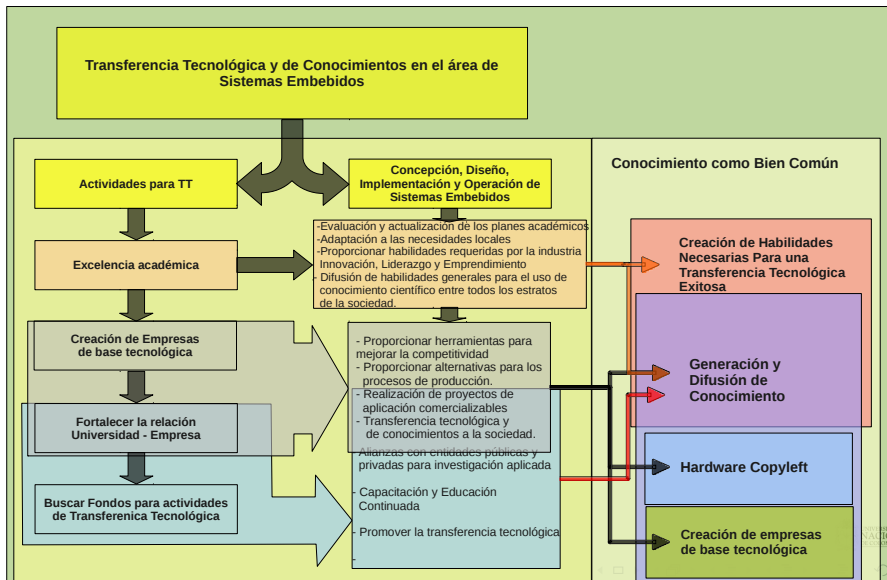 Transferencia Tecnológica y de Conocimientos en el área de
Sistemas Embebidos
Actividades para TT
Concepción, Diseño,
Implementación y Operación de
Sistemas Embebidos
Conocimiento como Bien Común
Excelencia académica
-Evaluación y actualización de los planes académicos
-Adaptación a las necesidades locales
-Proporcionar habilidades requeridas por la industria
Innovación, Liderazgo y Emprendimiento
- Difusión de habilidades generales para el uso de
conocimiento científico entre todos los estratos
de la sociedad.
Creación de Habilidades
Necesarias Para una
Transferencia Tecnológica
Exitosa
Creación de Empresas
de base tecnológica
- Proporcionar herramientas para
mejorar la competitividad
- Proporcionar alternativas para los
procesos de producción.
- Realización de proyectos de
aplicación comercializables
- Transferencia tecnológica y
de conocimientos a la sociedad.
Generación y
Difusión de
Conocimiento
Fortalecer la relación
Universidad - Empresa
- Alianzas con entidades públicas y
privadas para investigación aplicada
- Capacitación y Educación
Continuada
- Promover la transferencia tecnológica
-
Hardware Copyleft
Buscar Fondos para actividades
de Transferenica Tecnológica
Creación de empresas
de base tecnológica